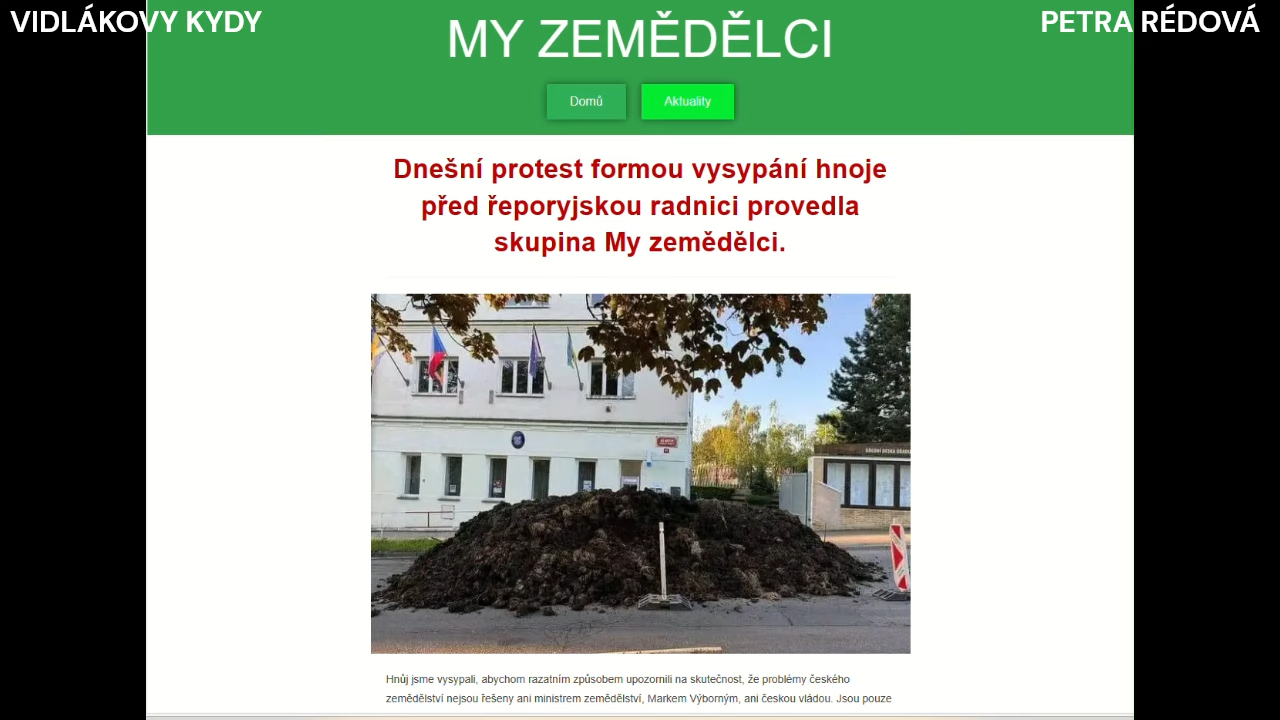 VIDLÁKOVY KYDY
PETRA RÉDOVÁ
MY ZEMĚDĚLCI
Domů
Aktuality
Dnešní protest formou vysypání hnoje
před řeporyjskou radnici provedla
skupina My zemědělci.
Hnůj jsme vysypali, abychom razatním způsobem upozornili na skutečnost, že problémy českého
zemědělství nejsou řešeny ani ministrem zemědělství, Markem Výborným, ani českou vládou. Jsou pouze